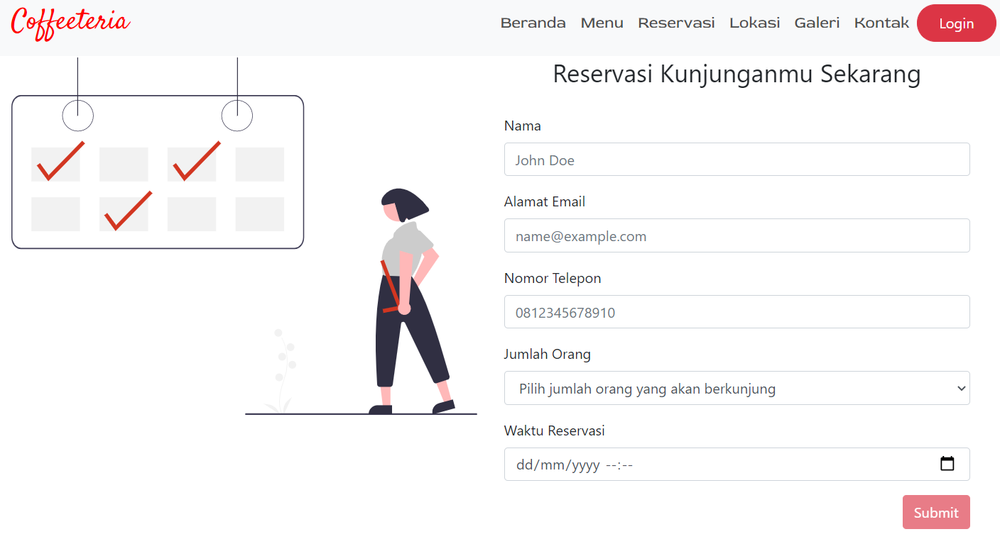 Coffeeteria
Beranda Menu Reservasi Lokasi Galeri Kontak Login
Reservasi Kunjunganmu Sekarang
Nama
John Doe
Alamat Email
name@example.com
Nomor Telepon
0812345678910
Jumlah Orang
Pilih jumlah orang yang akan berkunjung
Waktu Reservasi
dd/mm/yyyy --:--
Submit